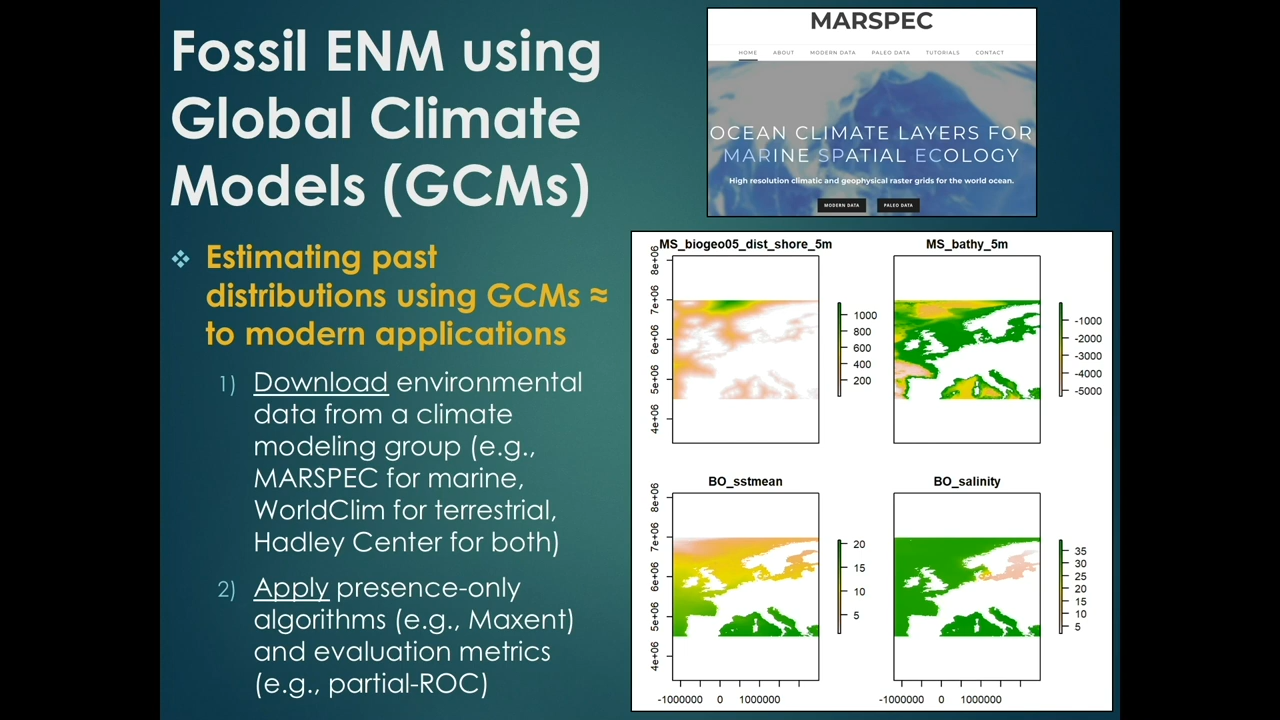 Fossil ENM using
Global Climate
Models (GCMs)
❖ Estimating past
distributions using GCMs ≈
to modern applications
1) Download environmental
data from a climate
modeling group (e.g.,
MARSPEC for marine,
WorldClim for terrestrial,
Hadley Center for both)
2) Apply presence-only
algorithms (e.g., Maxent)
and evaluation metrics
(e.g., partial-ROC)
MARSPEC
HOME ABOUT MODERN DATA PALEO DATA TUTORIALS CONTACT
OCEAN CLIMATE LAYERS FOR
MARINE SPATIAL ECOLOGY
High resolution climatic and geophysical raster grids for the world ocean.
MODERN DATA PALEO DATA
MS_biogeo05_dist_shore_5m
8e+06
7e+06
6e+06
5e+06
4e+06
1000
800
600
400
200
MS_bathy_5m
-1000
-2000
-3000
-4000
-5000
BO_sstmean
8e+06
7e+06
6e+06
5e+06
4e+06
20
15
10
5
-1000000 0 1000000
BO_salinity
35
30
25
20
15
10
5
-1000000 0 1000000